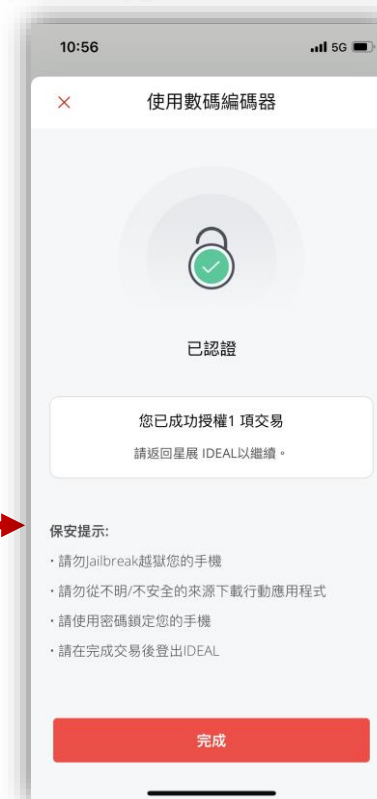 10:56 5G
使用數碼編碼器
已認證
您已成功授權1 項交易
請返回星展 IDEAL以繼續。
保安提示:
・請勿Jailbreak越獄您的手機
・請勿從不明/不安全的來源下載行動應用程式
・請使用密碼鎖定您的手機
・請在完成交易後登出IDEAL
完成